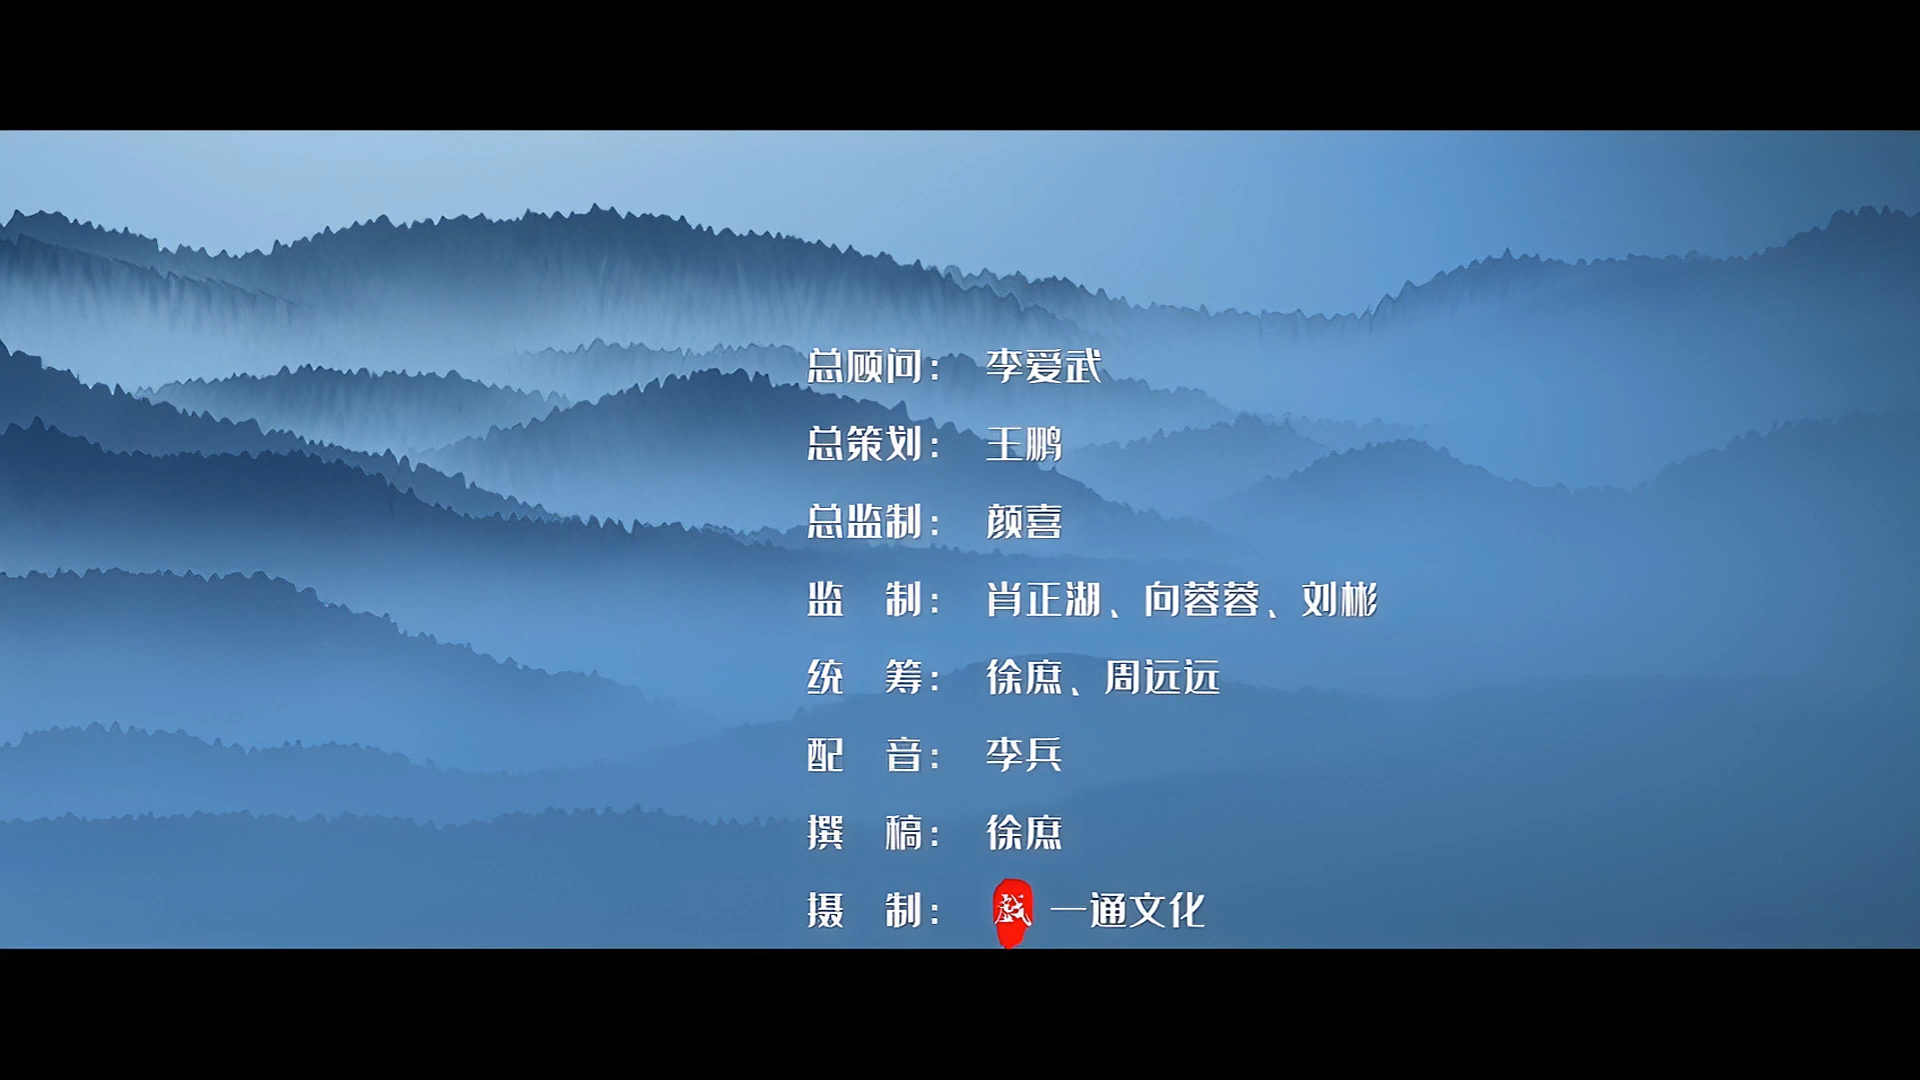 总顾问： 李爱武
总策划： 王鹏
总监制： 颜喜
监　制： 肖正湖、向蓉蓉、刘彬
统　筹： 徐庶、周远远
配　音： 李兵
撰　稿： 徐庶
摄　制： 戏 一通文化